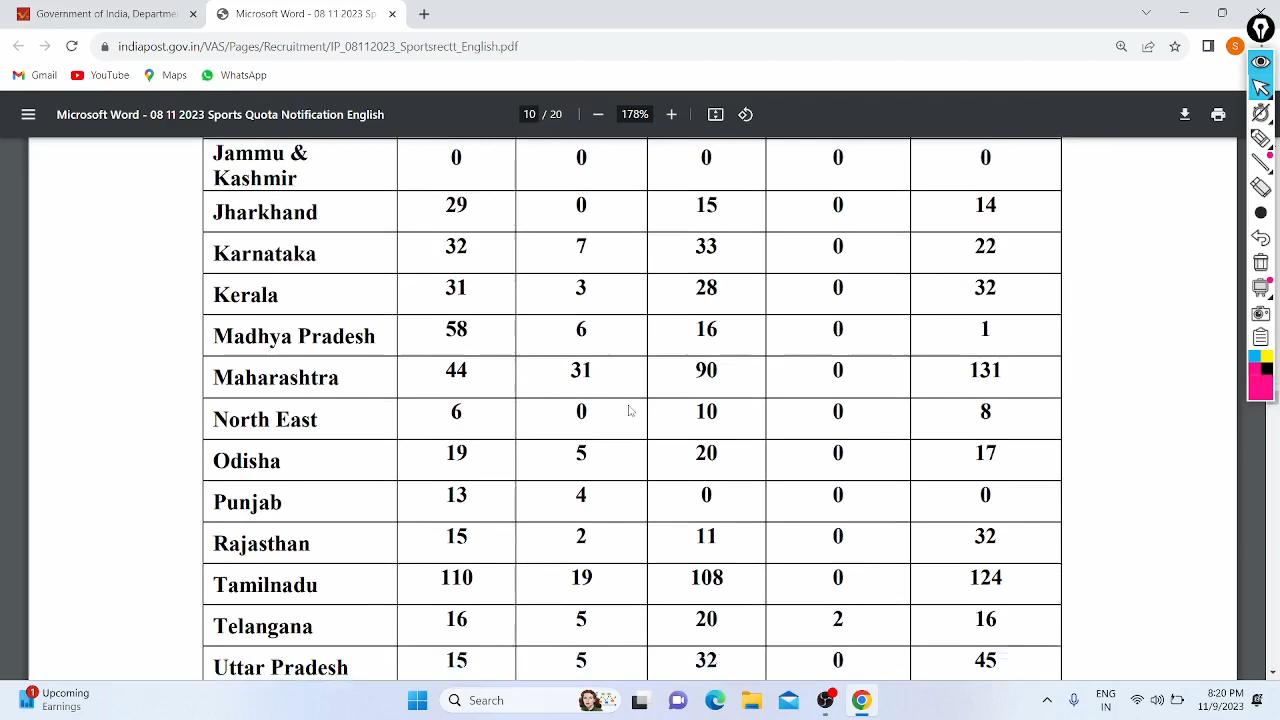 Government of India, Departmen
Microsoft Word - 08 11 2023 Sp
indiapost.gov.in/VAS/Pages/Recruitment/IP_08112023_Sportsrectt_English.pdf
S
Gmail YouTube Maps WhatsApp
Microsoft Word - 08 11 2023 Sports Quota Notification English 10 / 20 178%
Jammu & Kashmir 0 0 0 0 0
Jharkhand 29 0 15 0 14
Karnataka 32 7 33 0 22
Kerala 31 3 28 0 32
Madhya Pradesh 58 6 16 0 1
Maharashtra 44 31 90 0 131
North East 6 0 10 0 8
Odisha 19 5 20 0 17
Punjab 13 4 0 0 0
Rajasthan 15 2 11 0 32
Tamilnadu 110 19 108 0 124
Telangana 16 5 20 2 16
Uttar Pradesh 15 5 32 0 45
1 Upcoming
Earnings
Search
ENG
IN
8:20 PM
11/9/2023